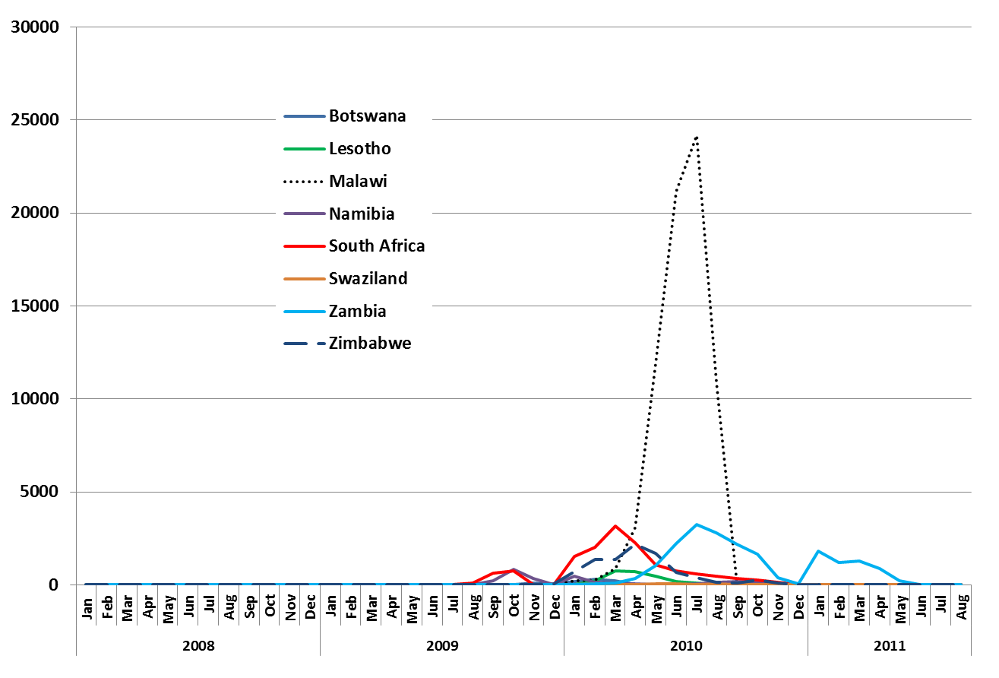 30000
25000
20000
15000
10000
5000
0
Botswana
Lesotho
Malawi
Namibia
South Africa
Swaziland
Zambia
Zimbabwe
Jan Feb Mar Apr May Jun Jul Aug Sep Oct Nov Dec Jan Feb Mar Apr May Jun Jul Aug Sep Oct Nov Dec Jan Feb Mar Apr May Jun Jul Aug Sep Oct Nov Dec Jan Feb Mar Apr May Jun Jul Aug
2008 2009 2010 2011